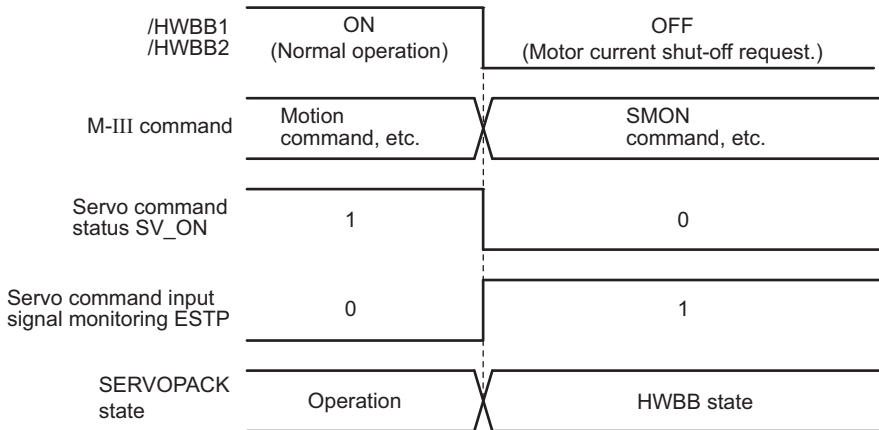 /HWBB1
/HWBB2
ON
(Normal operation)
OFF
(Motor current shut-off request.)
M-III command
Motion
command, etc.
SMON
command, etc.
Servo command
status SV_ON
1
0
Servo command input
signal monitoring ESTP
0
1
SERVOPACK
state
Operation
HWBB state